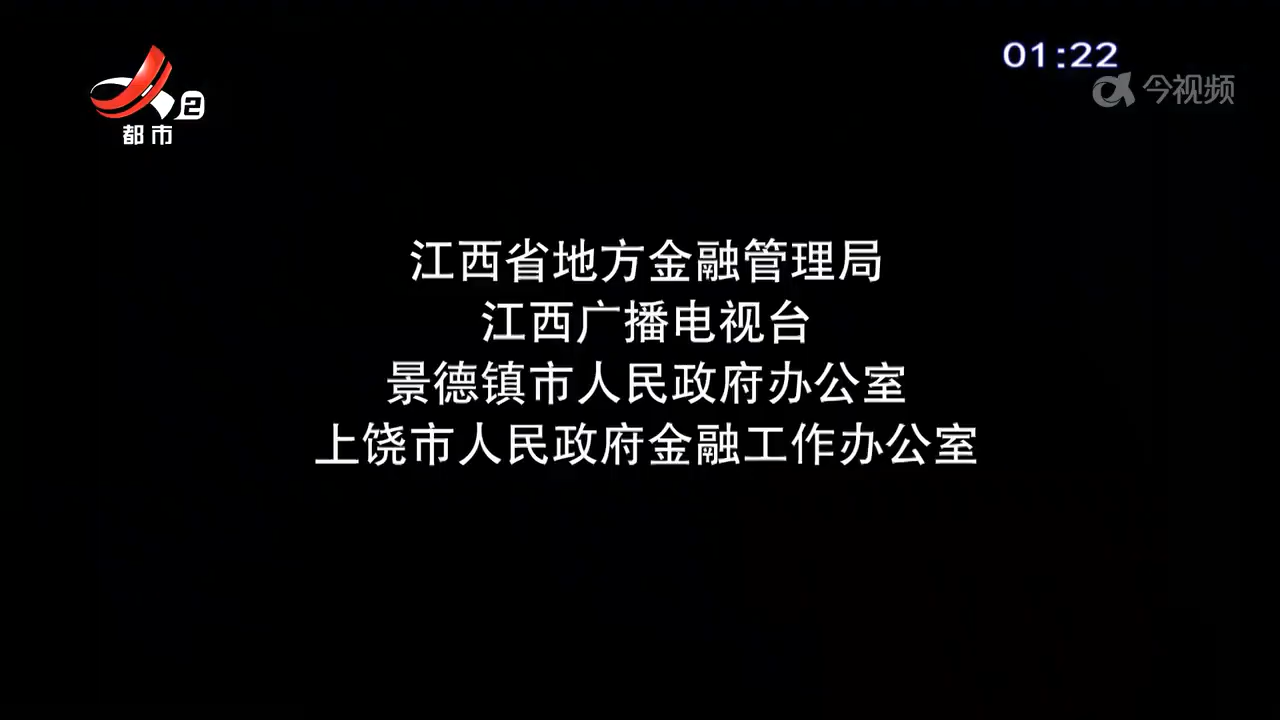 01:22
今视频
2
都市
江西省地方金融管理局
江西广播电视台
景德镇市人民政府办公室
上饶市人民政府金融工作办公室